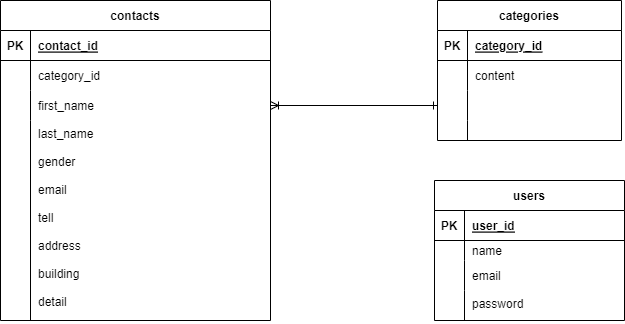 contacts
PK contact_id
category_id
first_name
last_name
gender
email
tell
address
building
detail
categories
PK category_id
content
users
PK user_id
name
email
password